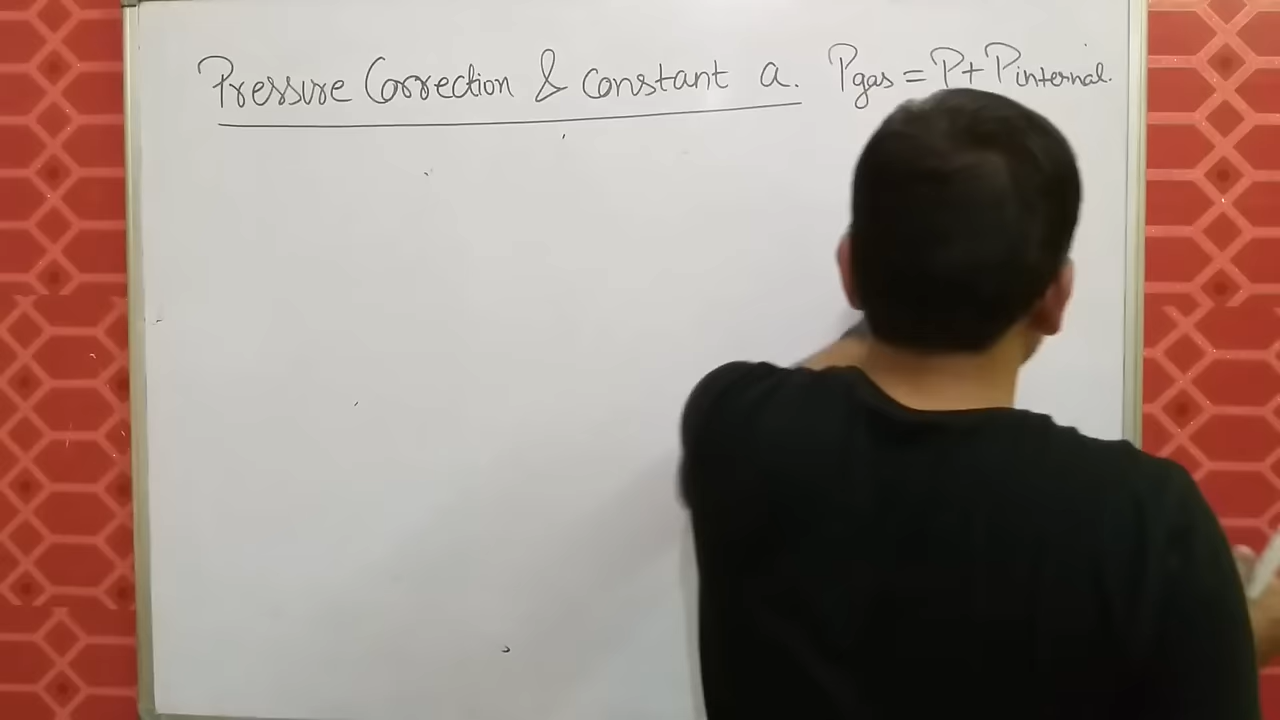 Pressure Correction & Constant a. Pgas = P + Pinternal.